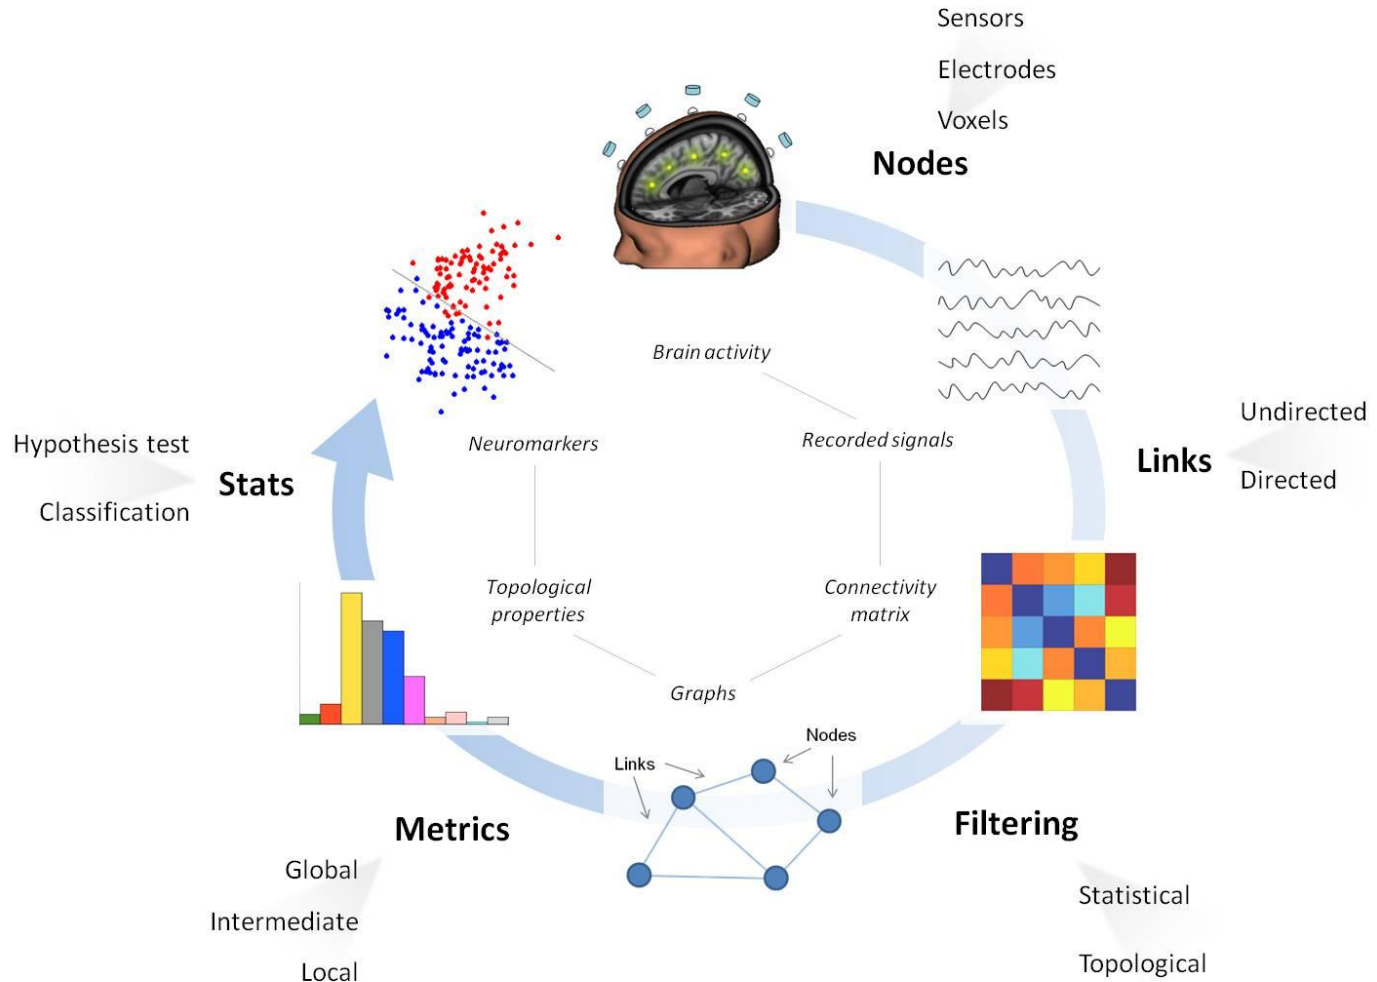 Sensors
Electrodes
Voxels
Nodes
Brain activity
Recorded signals
Neuromarkers
Undirected
Directed
Links
Hypothesis test
Classification
Stats
Topological
properties
Connectivity
matrix
Graphs
Nodes
Links
Metrics
Global
Intermediate
Local
Filtering
Statistical
Topological